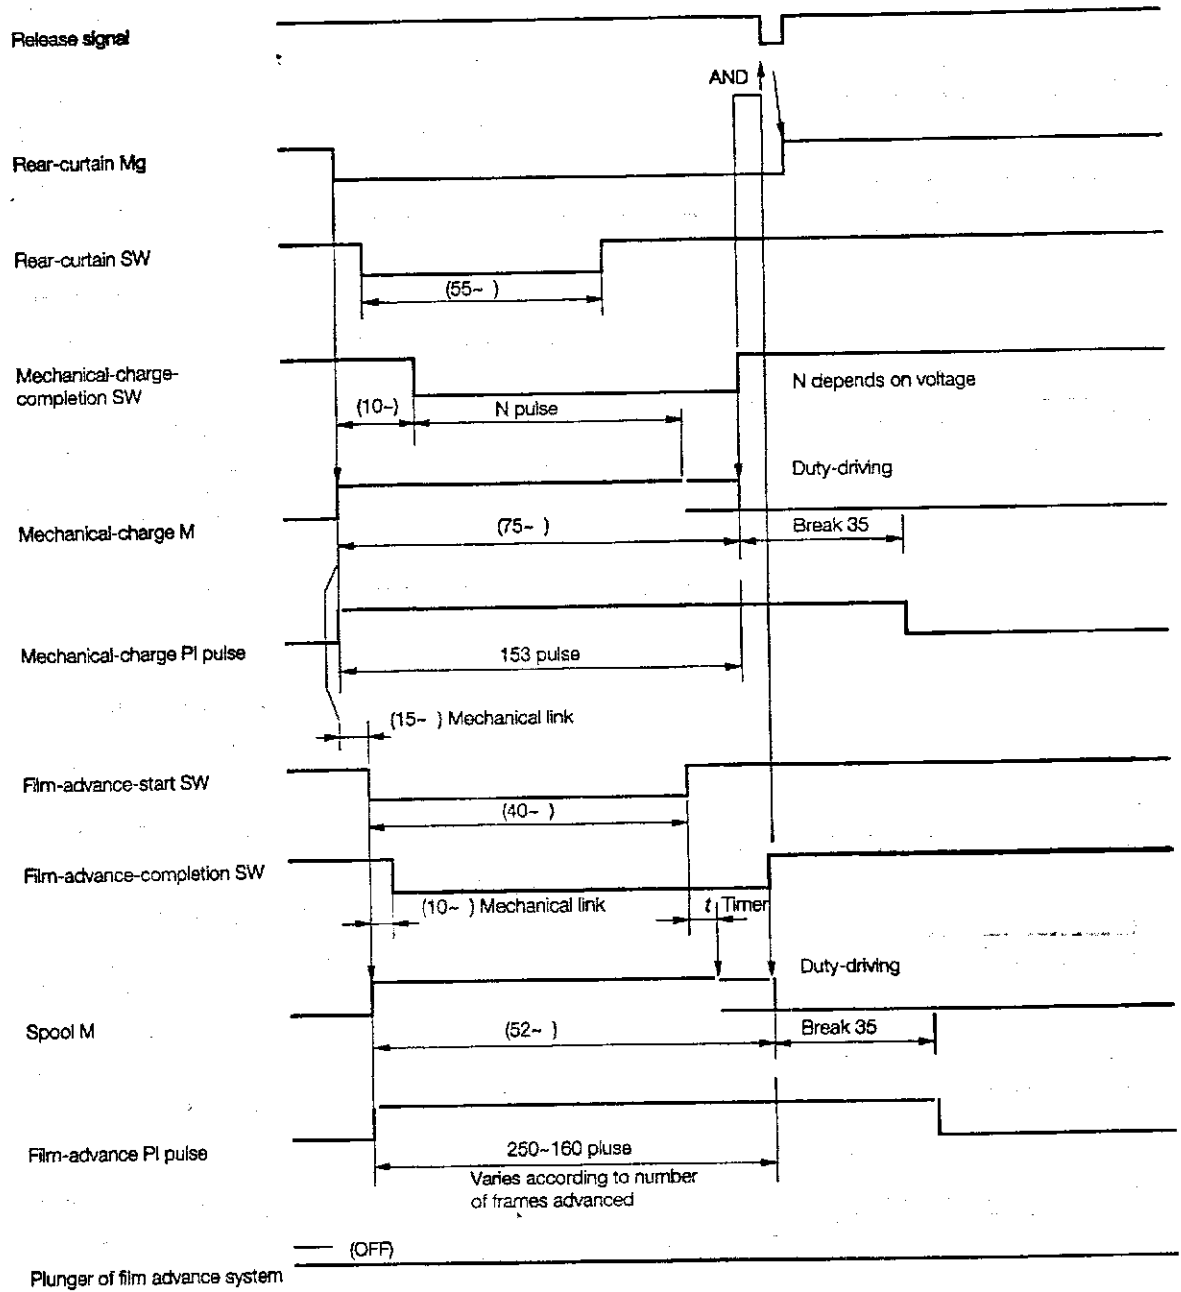 Release signal
AND
Rear-curtain Mg
Rear-curtain SW
(55~ )
Mechanical-charge-
completion SW
(10~)
N pulse
N depends on voltage
Duty-driving
Mechanical-charge M
(75~ )
Break 35
Mechanical-charge PI pulse
153 pulse
(15~ ) Mechanical link
Film-advance-start SW
(40~ )
Film-advance-completion SW
(10~ ) Mechanical link
t Timer
Duty-driving
Spool M
(52~ )
Break 35
Film-advance PI pulse
250~160 pluse
Varies according to number
of frames advanced
(OFF)
Plunger of film advance system